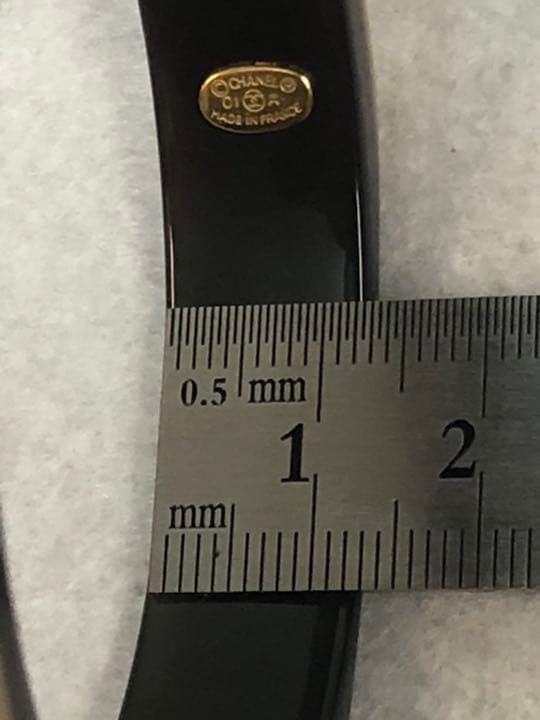 © CHANEL ®
01 A
MADE IN FRANCE
0.5 mm
1 2
mm